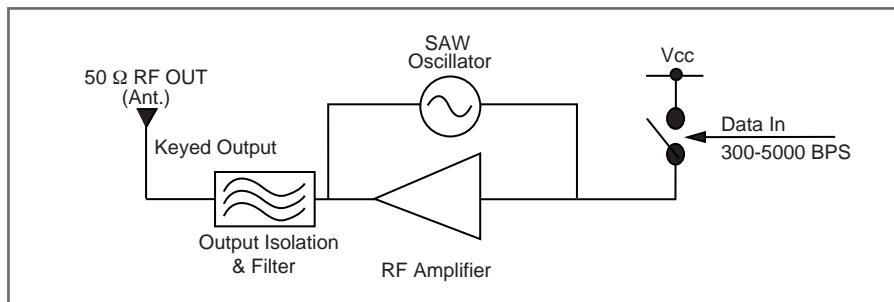 SAW
Oscillator
Vcc
50 Ω RF OUT
(Ant.)
Keyed Output
Data In
300-5000 BPS
Output Isolation
& Filter
RF Amplifier